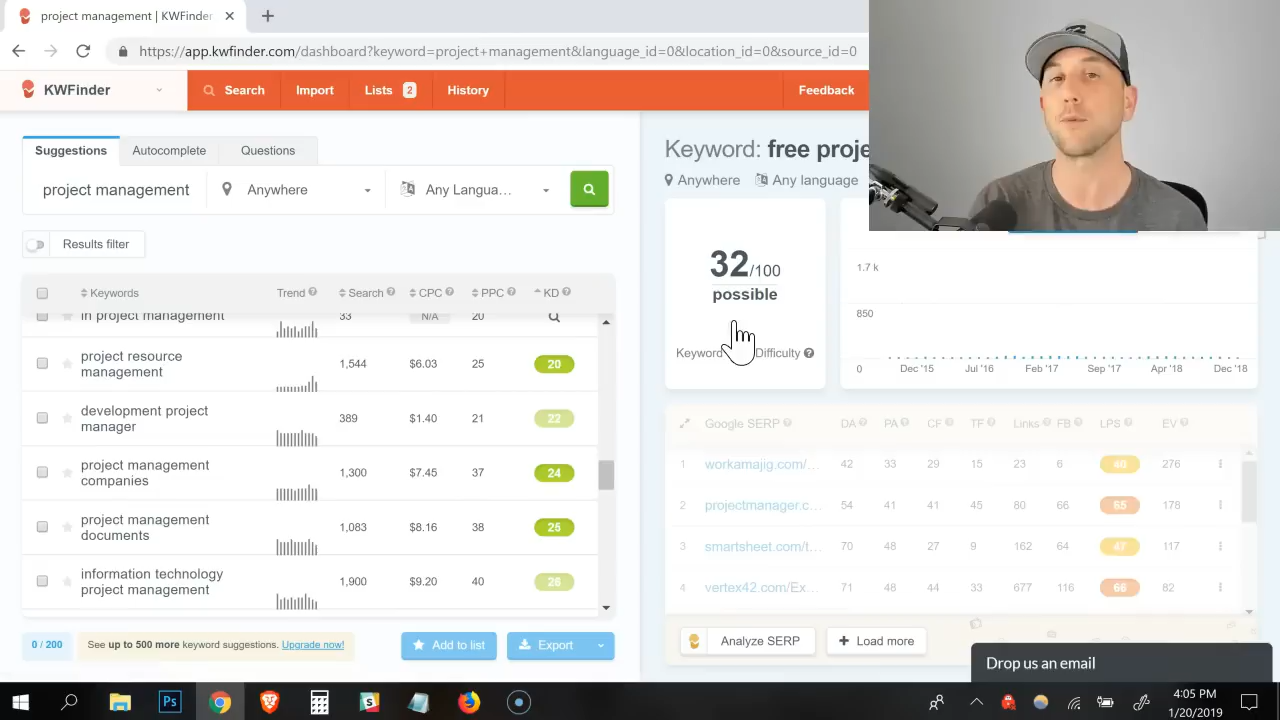 project management | KWFinder
https://app.kwfinder.com/dashboard?keyword=project+management&language_id=0&location_id=0&source_id=0
KWFinder
Search
Import
Lists 2
History
Feedback
Suggestions
Autocomplete
Questions
project management
Anywhere
Any Langua...
Results filter
Keywords Trend Search CPC PPC KD
in project management 33 N/A 20
project resource
management
1,544 $6.03 25 20
development project
manager
389 $1.40 21 22
project management
companies
1,300 $7.45 37 24
project management
documents
1,083 $8.16 38 25
information technology
project management
1,900 $9.20 40 26
0 / 200
See up to 500 more keyword suggestions. Upgrade now!
Add to list
Export
Keyword: free proje
Anywhere Any language
32/100
possible
Keyword Difficulty
1.7 k
850
0
Dec '15 Jul '16 Feb '17 Sep '17 Apr '18 Dec '18
Google SERP DA PA CF TF Links FB LPS EV
1 workamajig.com/... 42 33 29 15 23 6 40 276
2 projectmanager.c... 54 41 41 45 80 66 65 178
3 smartsheet.com/t... 70 48 27 9 162 64 47 117
4 vertex42.com/Ex... 71 48 44 33 677 116 66 82
Analyze SERP
+ Load more
Drop us an email
Ps
4:05 PM
1/20/2019